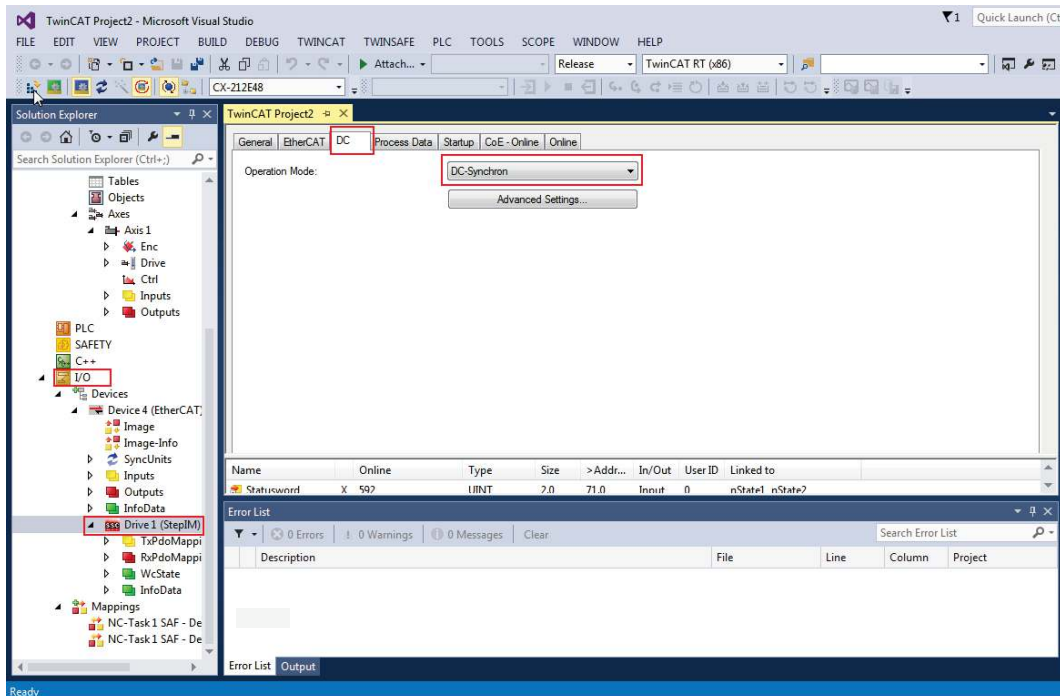 TwinCAT Project2 - Microsoft Visual Studio
1
Quick Launch (Ct
FILE EDIT VIEW PROJECT BUILD DEBUG TWINCAT TWINSAFE PLC TOOLS SCOPE WINDOW HELP
Attach...
Release
TwinCAT RT (x86)
CX-212E48
Solution Explorer
Search Solution Explorer (Ctrl+;)
Tables
Objects
Axes
Axis 1
Enc
Drive
Ctrl
Inputs
Outputs
PLC
SAFETY
C++
I/O
Devices
Device 4 (EtherCAT)
Image
Image-Info
SyncUnits
Inputs
Outputs
InfoData
Drive 1 (StepIM)
TxPdoMappi
RxPdoMappi
WcState
InfoData
Mappings
NC-Task 1 SAF - De
NC-Task 1 SAF - De
TwinCAT Project2
General EtherCAT DC Process Data Startup CoE - Online Online
Operation Mode:
DC-Synchron
Advanced Settings...
Name Online Type Size >Addr... In/Out User ID Linked to
Statusword X 592 UINT 2.0 71.0 Input 0 nState1 nState2
Error List
0 Errors 0 Warnings 0 Messages Clear
Search Error List
Description File Line Column Project
Error List Output
Ready